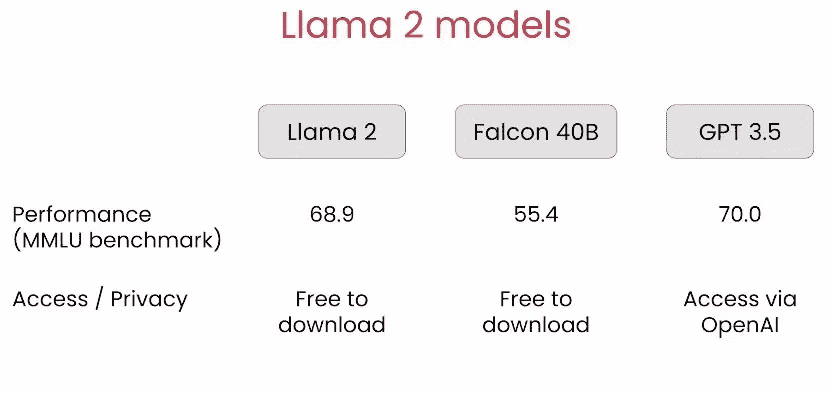 Llama 2 models
Llama 2 Falcon 40B GPT 3.5
Performance 68.9 55.4 70.0
(MMLU benchmark)
Access / Privacy Free to Free to Access via
download download OpenAI